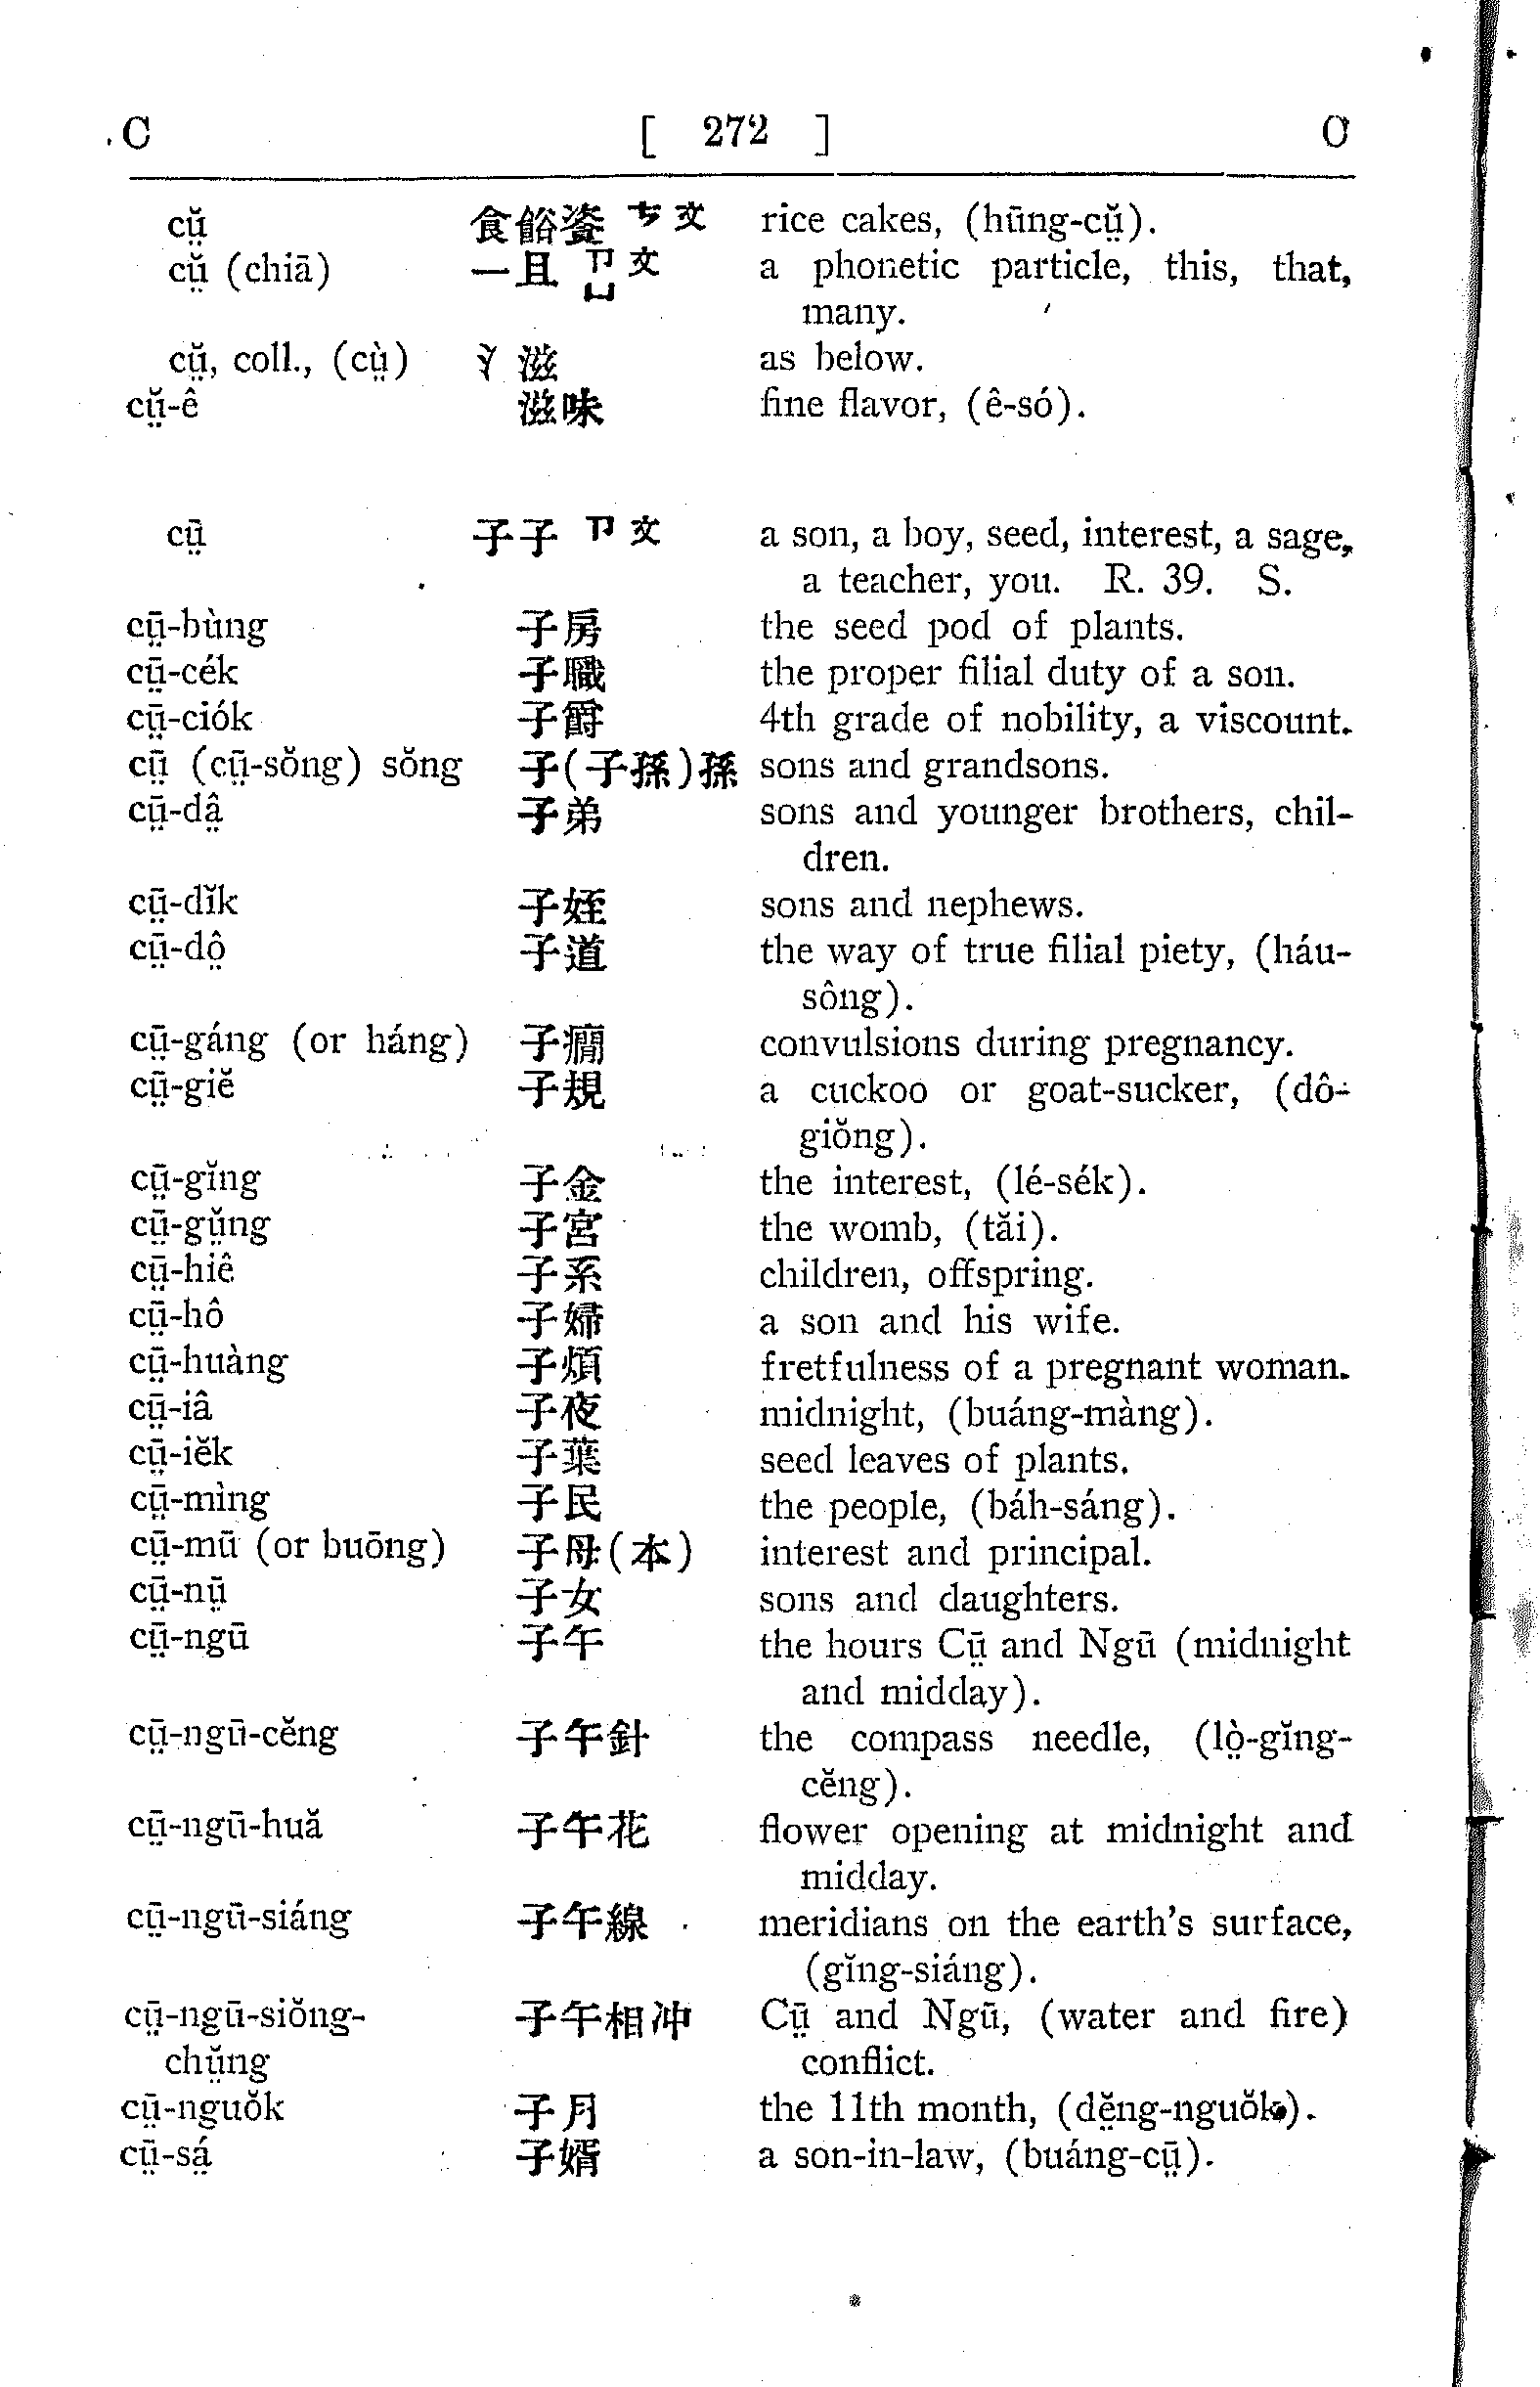 C [ 272 ] C
cṳ̆ 食餎瓷 ㄘ文 rice cakes, (hūng-cṳ̆).
cṳ̆ (chiā) 一且 ㄗㄩ文 a phonetic particle, this, that,
many.
cṳ̆, coll., (cṳ̀) 氵滋 as below.
cṳ̆-ê 滋味 fine flavor, (ê-só).
cṳ̄ 子子 ㄗ文 a son, a boy, seed, interest, a sage,
a teacher, you. R. 39. S.
cṳ̄-bùng 子房 the seed pod of plants.
cṳ̄-cék 子職 the proper filial duty of a son.
cṳ̄-ciók 子爵 4th grade of nobility, a viscount.
cṳ̄ (cṳ̄-sŏng) sŏng 子(子孫)孫 sons and grandsons.
cṳ̄-dâ̤ 子弟 sons and younger brothers, chil-
dren.
cṳ̄-dĭk 子姪 sons and nephews.
cṳ̄-dô̤ 子道 the way of true filial piety, (háu-
sông).
cṳ̄-gáng (or háng) 子癇 convulsions during pregnancy.
cṳ̄-giĕ 子規 a cuckoo or goat-sucker, (dô-
giŏng).
cṳ̄-gĭng 子金 the interest, (lé-sék).
cṳ̄-gṳ̆ng 子宮 the womb, (tăi).
cṳ̄-hiê 子系 children, offspring.
cṳ̄-hô 子婦 a son and his wife.
cṳ̄-huàng 子煩 fretfulness of a pregnant woman.
cṳ̄-iâ 子夜 midnight, (buáng-màng).
cṳ̄-iĕk 子葉 seed leaves of plants.
cṳ̄-mìng 子民 the people, (báh-sáng).
cṳ̄-mū (or buōng) 子母(本) interest and principal.
cṳ̄-nṳ̄ 子女 sons and daughters.
cṳ̄-ngū 子午 the hours Cṳ̄ and Ngū (midnight
and midday).
cṳ̄-ngū-cĕng 子午針 the compass needle, (lò̤-gĭng-
cĕng).
cṳ̄-ngū-huă 子午花 flower opening at midnight and
midday.
cṳ̄-ngū-siáng 子午線 meridians on the earth's surface,
(gĭng-siáng).
cṳ̄-ngū-siŏng- 子午相冲 Cṳ̄ and Ngū, (water and fire)
chṳ̆ng conflict.
cṳ̄-nguŏk 子月 the 11th month, (dĕ̤ng-nguŏk).
cṳ̄-sá̤ 子婿 a son-in-law, (buáng-cṳ̄).